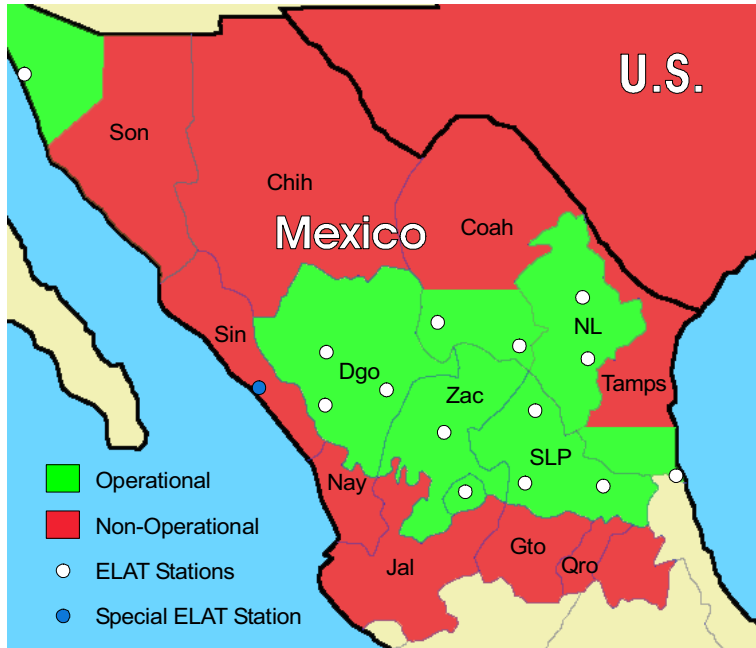 U.S.
Son
Chih
Mexico
Coah
Sin
NL
Dgo
Tamps
Zac
SLP
Nay
Jal
Gto
Qro
Operational
Non-Operational
ELAT Stations
Special ELAT Station